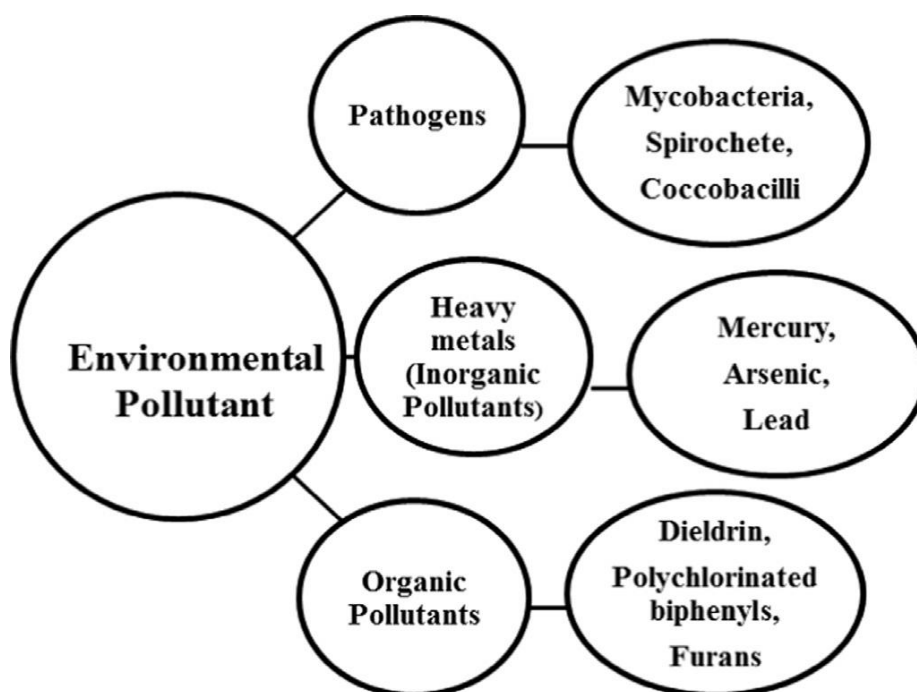 Pathogens
Mycobacteria,
Spirochete,
Coccobacilli
Environmental
Pollutant
Heavy
metals
(Inorganic
Pollutants)
Mercury,
Arsenic,
Lead
Organic
Pollutants
Dieldrin,
Polychlorinated
biphenyls,
Furans